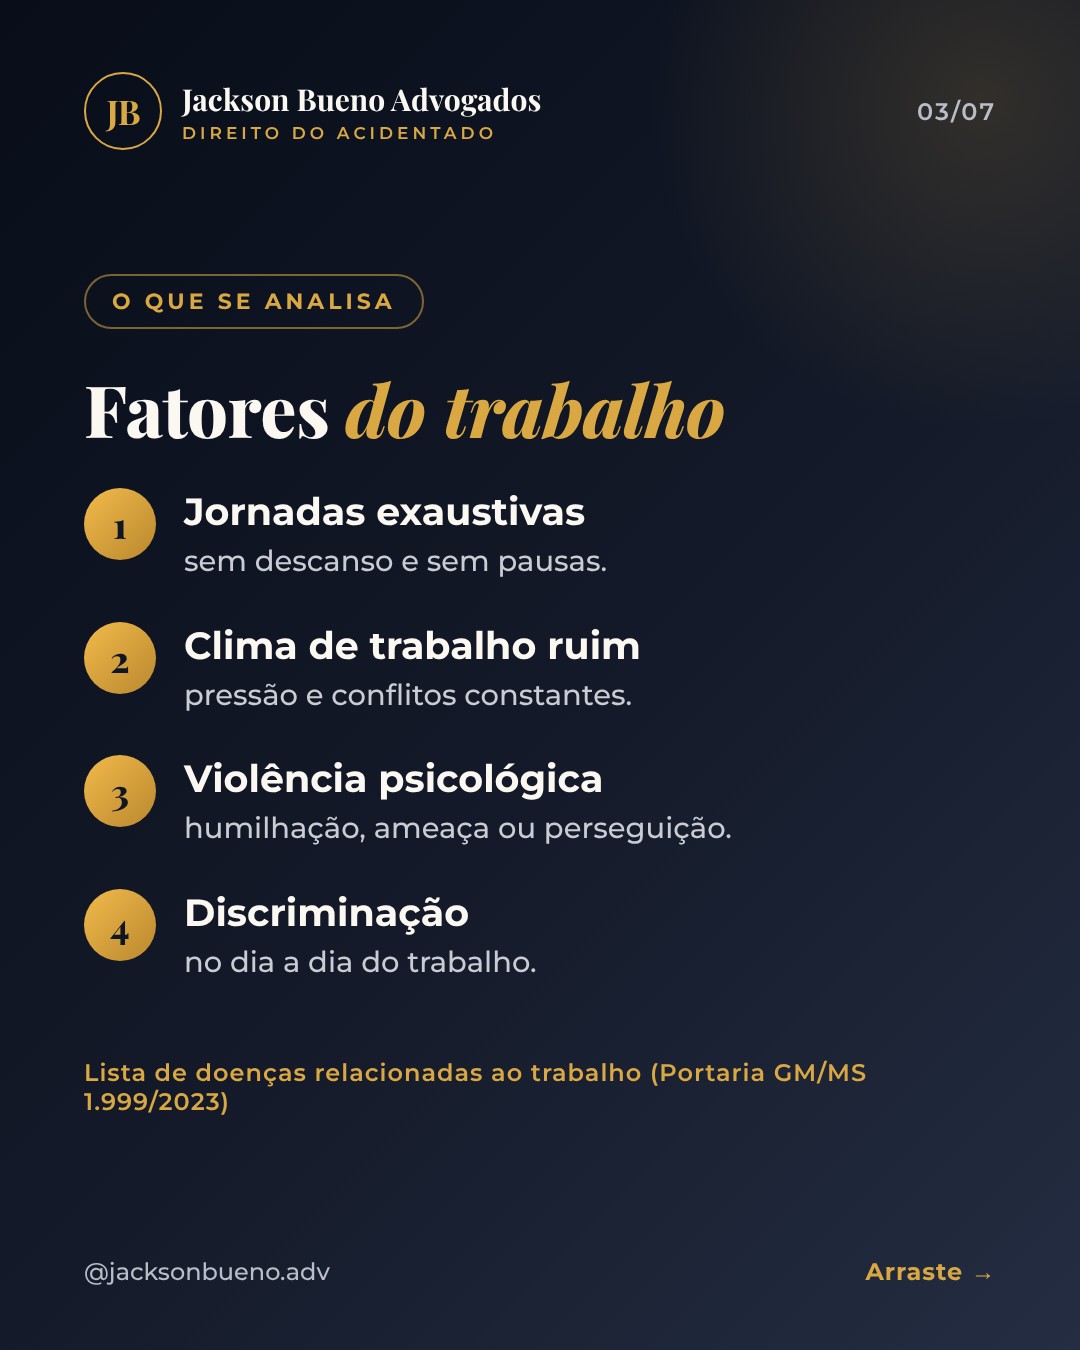 JB
Jackson Bueno Advogados
DIREITO DO ACIDENTADO
03/07
O QUE SE ANALISA
Fatores do trabalho
1
Jornadas exaustivas
sem descanso e sem pausas.
2
Clima de trabalho ruim
pressão e conflitos constantes.
3
Violência psicológica
humilhação, ameaça ou perseguição.
4
Discriminação
no dia a dia do trabalho.
Lista de doenças relacionadas ao trabalho (Portaria GM/MS
1.999/2023)
@jacksonbueno.adv
Arraste →